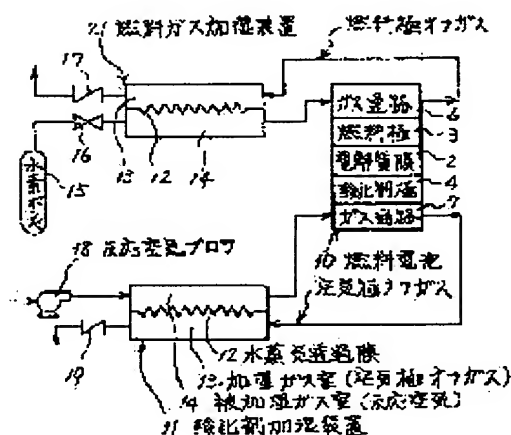 21 燃料ガス加湿装置
燃料極オフガス
17
16
13
12
14
水素ボンベ
15
ガス通路
6
燃料極
3
電解質膜
2
酸化剤極
4
ガス通路
7
18 反応空気ブロワ
10 燃料電池
空気極オフガス
19
12 水蒸気透過膜
13 加湿ガス室(空気極オフガス)
14 被加湿ガス室(反応空気)
11 酸化剤加湿装置